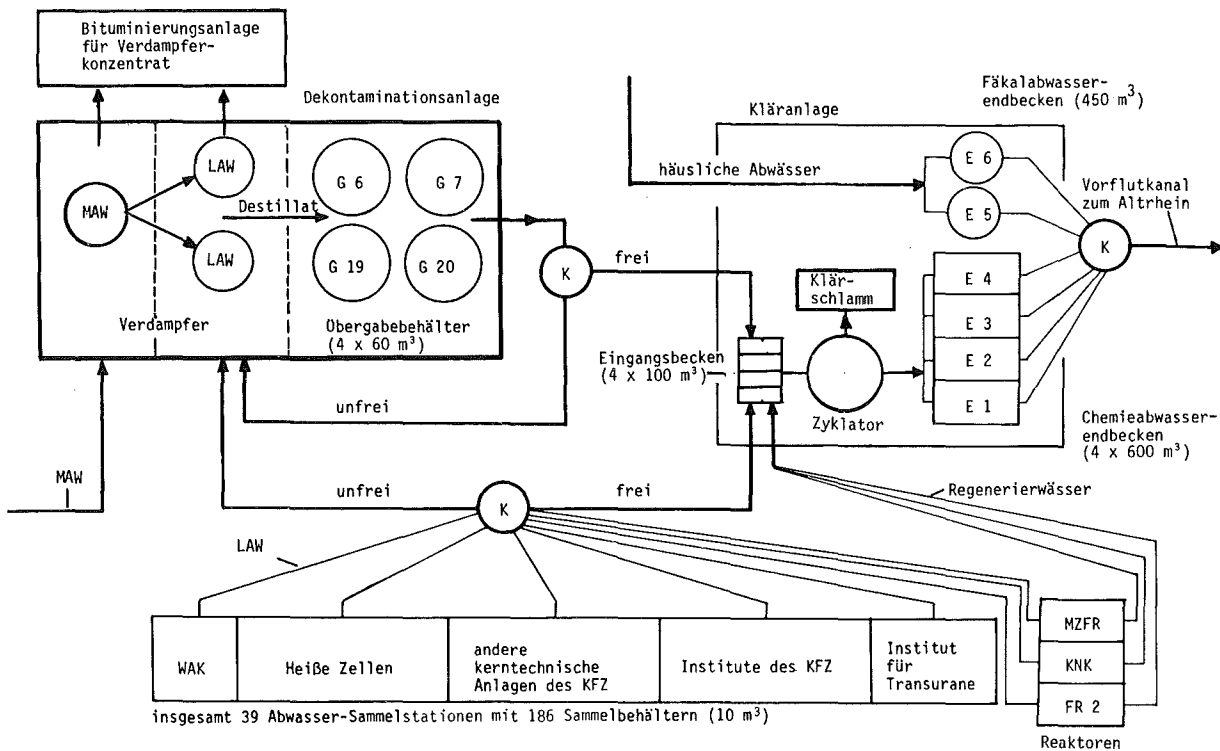 Bituminierungsanlage
für Verdampfer-
konzentrat
Dekontaminationsanlage
MAW
LAW
LAW
Destillat
G 6
G 7
G 19
G 20
Verdampfer
Übergabebehälter
(4 x 60 m³)
K
frei
unfrei
MAW
unfrei
K
frei
LAW
Fäkalabwasser-
endbecken (450 m³)
Kläranlage
häusliche Abwässer
E 6
E 5
Vorflutkanal
zum Altrhein
K
Klär-
schlamm
E 4
E 3
E 2
E 1
Eingangsbecken
(4 x 100 m³)
Zyklator
Chemieabwasser-
endbecken
(4 x 600 m³)
Regenerierwässer
WAK
Heiße Zellen
andere
kerntechnische
Anlagen des KFZ
Institute des KFZ
Institut
für
Transurane
MZFR
KNK
FR 2
Reaktoren
insgesamt 39 Abwasser-Sammelstationen mit 186 Sammelbehältern (10 m³)